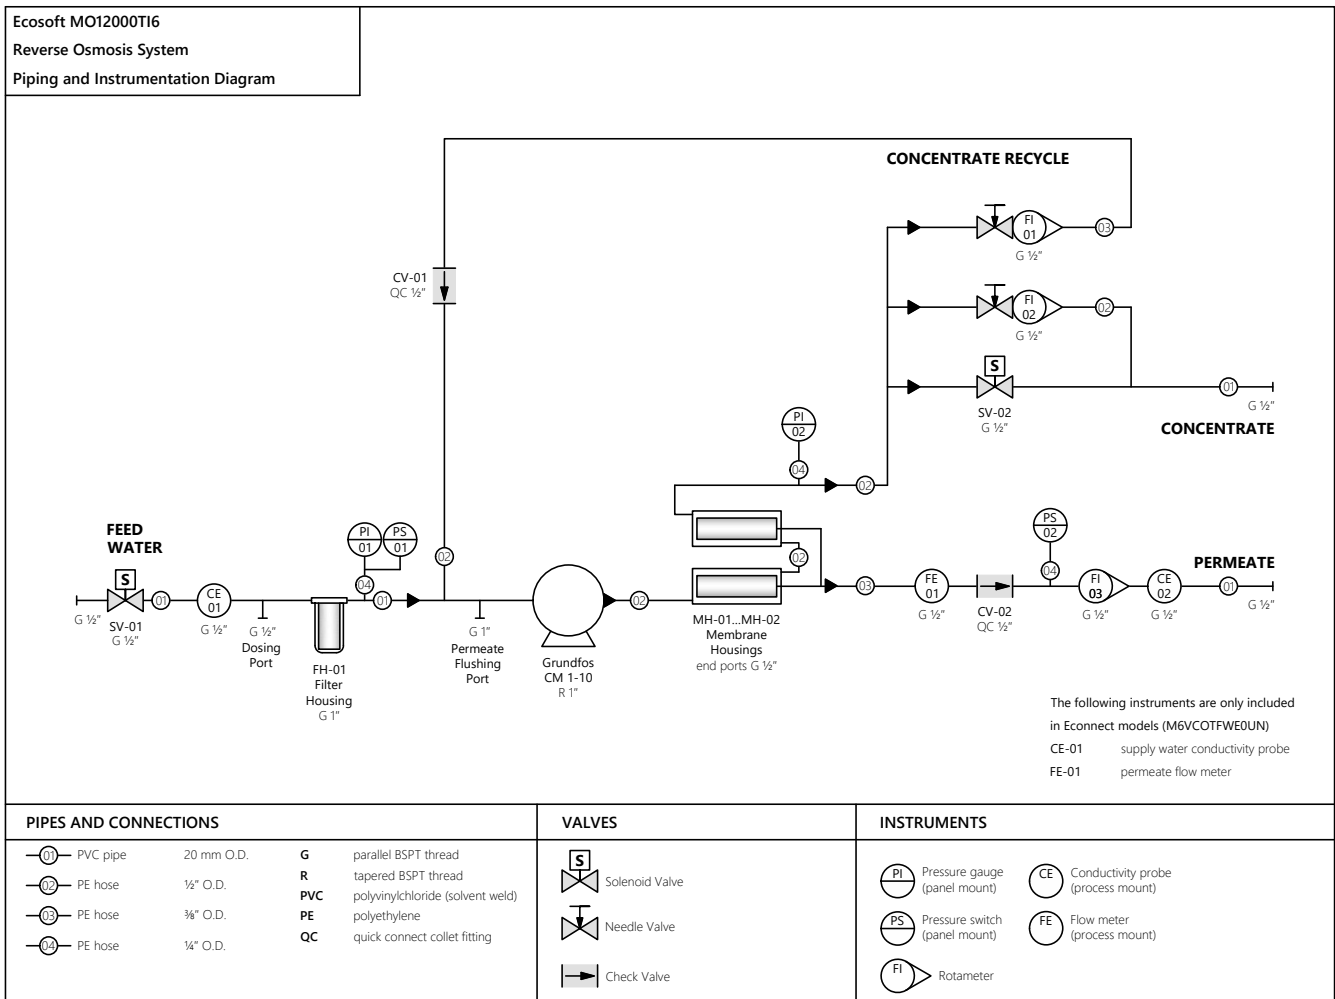 Ecosoft MO12000TI6
Reverse Osmosis System
Piping and Instrumentation Diagram
CONCENTRATE RECYCLE
FI
01
03
G ½"
CV-01
QC ½"
FI
02
02
G ½"
S
SV-02
G ½"
01
G ½"
CONCENTRATE
PI
02
04
02
FEED
WATER
S
G ½"
SV-01
G ½"
01
CE
01
G ½"
G ½"
Dosing
Port
FH-01
Filter
Housing
G 1"
PI
01
PS
01
04
01
02
G 1"
Permeate
Flushing
Port
Grundfos
CM 1-10
R 1"
02
02
MH-01...MH-02
Membrane
Housings
end ports G ½"
03
FE
01
G ½"
CV-02
QC ½"
PS
02
04
FI
03
G ½"
CE
02
PERMEATE
01
G ½"
The following instruments are only included
in Econnect models (M6VCOTFWE0UN)
CE-01 supply water conductivity probe
FE-01 permeate flow meter
PIPES AND CONNECTIONS
01 PVC pipe 20 mm O.D.
02 PE hose ½" O.D.
03 PE hose ⅜" O.D.
04 PE hose ¼" O.D.
G parallel BSPT thread
R tapered BSPT thread
PVC polyvinylchloride (solvent weld)
PE polyethylene
QC quick connect collet fitting
VALVES
S
Solenoid Valve
Needle Valve
Check Valve
INSTRUMENTS
PI Pressure gauge
(panel mount)
PS Pressure switch
(panel mount)
FI Rotameter
CE Conductivity probe
(process mount)
FE Flow meter
(process mount)